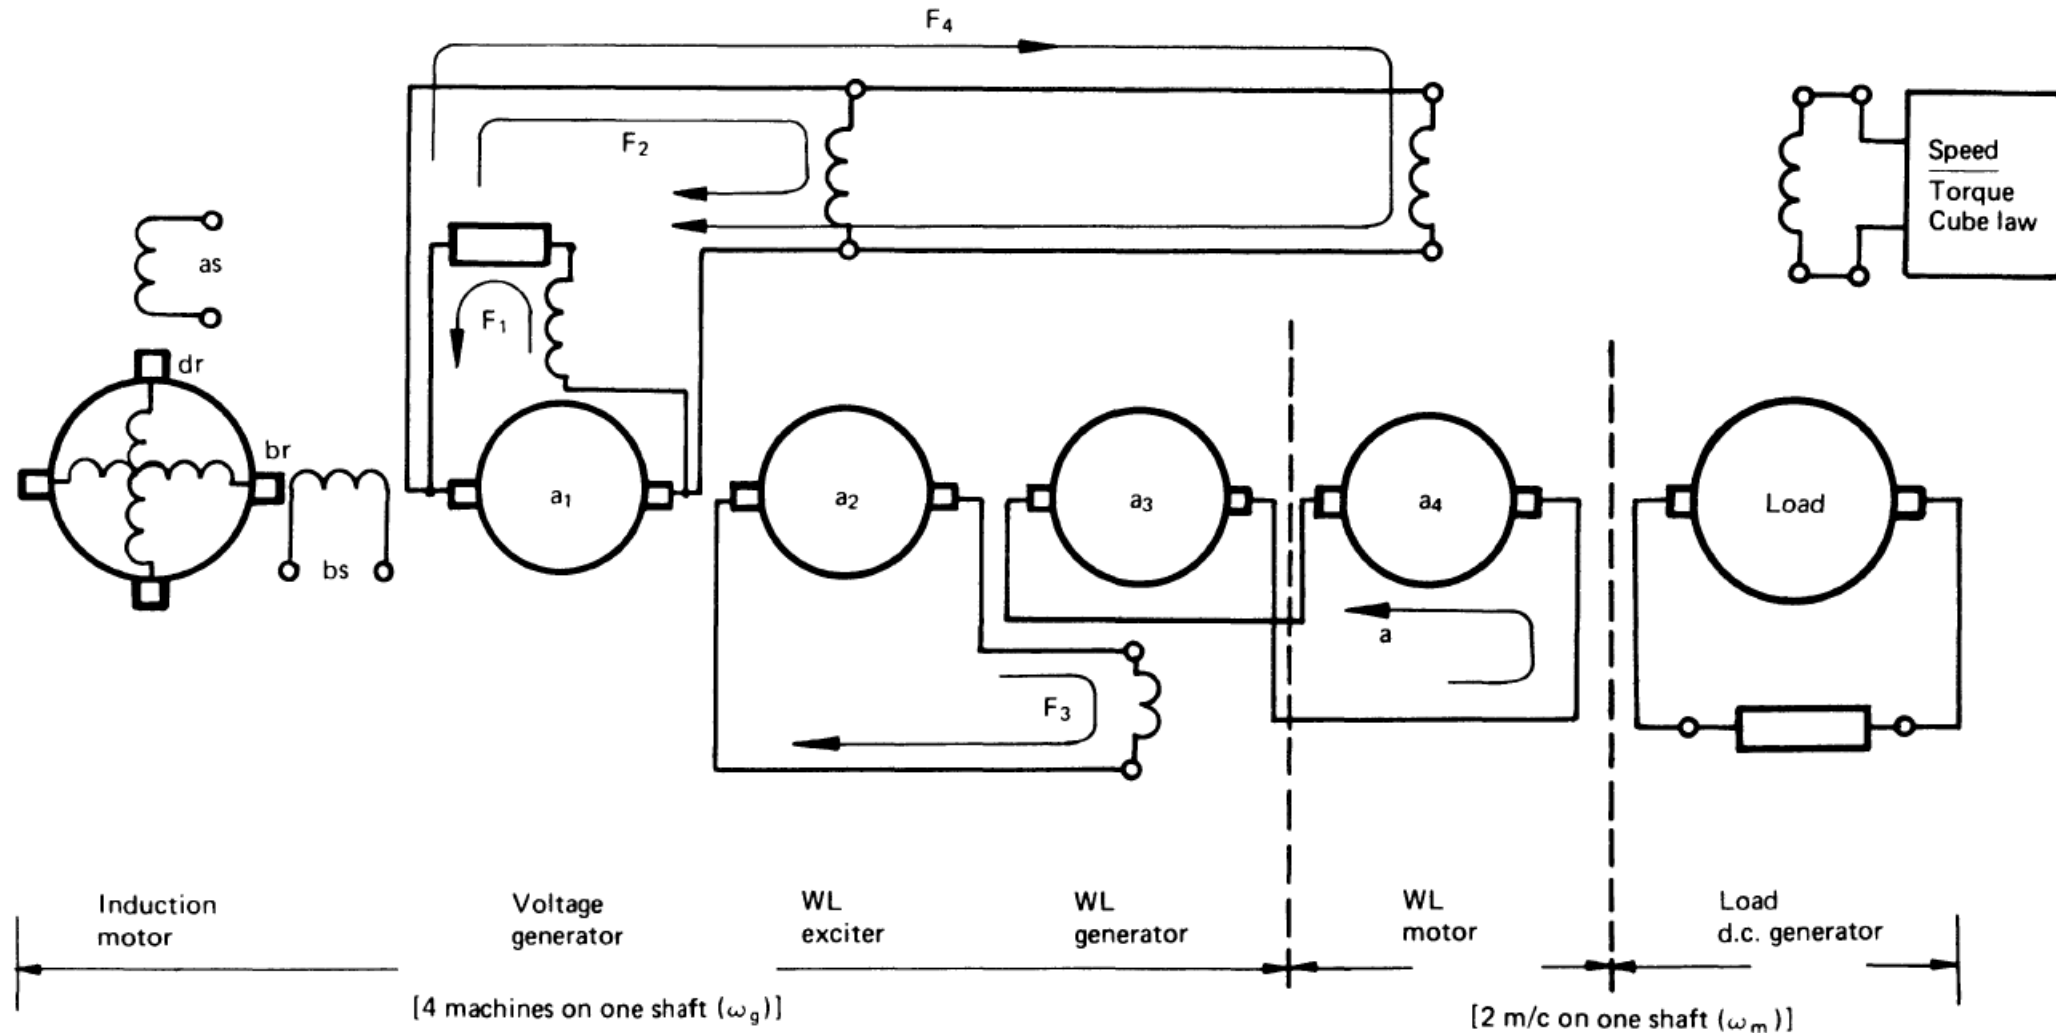 F4
F2
Speed
Torque
Cube law
as
F1
dr
br
a1
a2
a3
a4
Load
bs
a
F3
Induction
motor
Voltage
generator
WL
exciter
WL
generator
WL
motor
Load
d.c. generator
[4 machines on one shaft (ωg)]
[2 m/c on one shaft (ωm)]